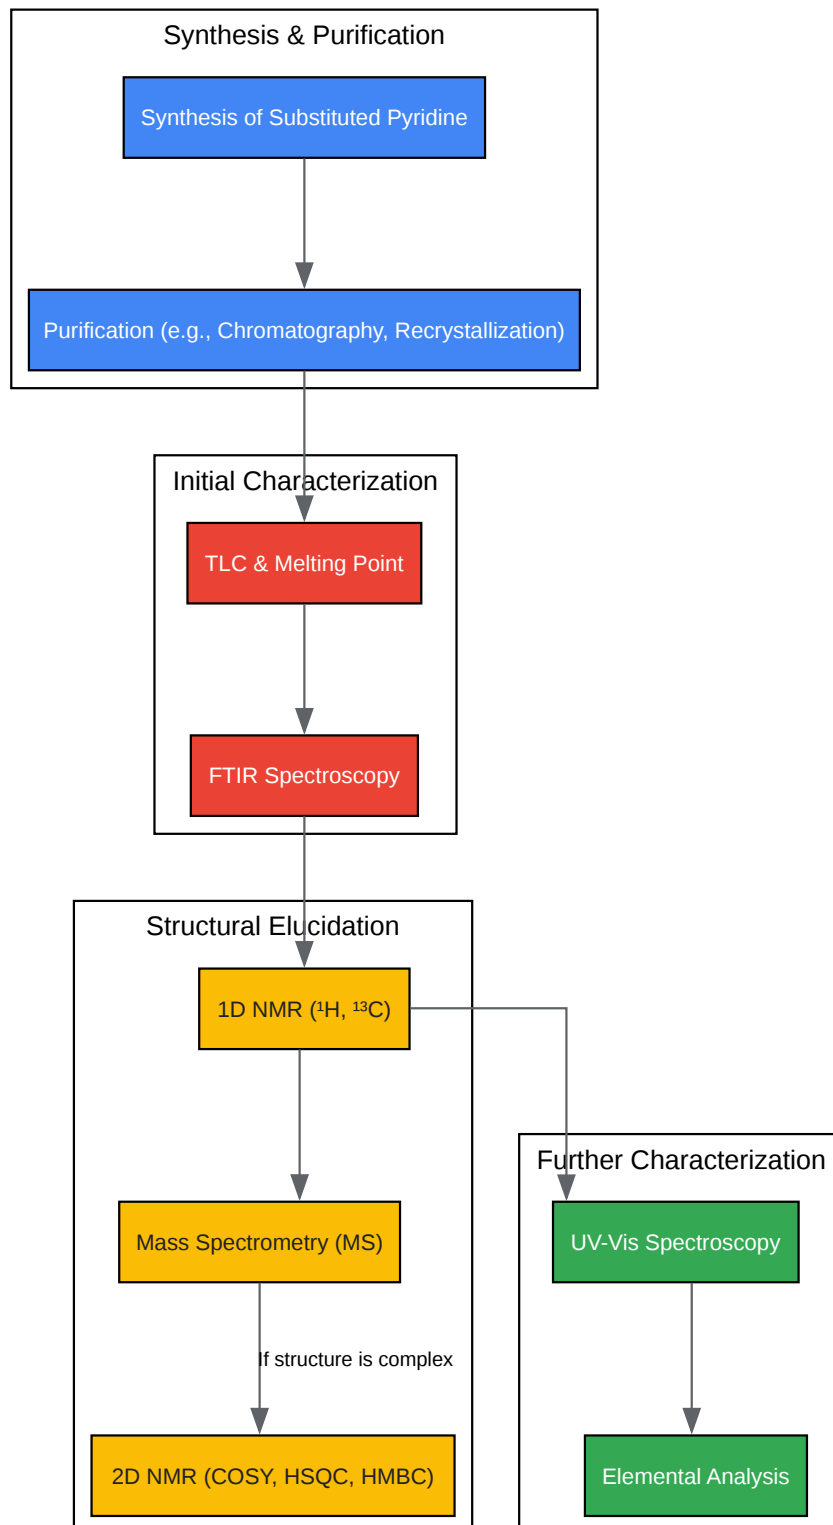 Synthesis & Purification
Synthesis of Substituted Pyridine
Purification (e.g., Chromatography, Recrystallization)
Initial Characterization
TLC & Melting Point
FTIR Spectroscopy
Structural Elucidation
1D NMR (¹H, ¹³C)
Further Characterization
Mass Spectrometry (MS)
UV-Vis Spectroscopy
If structure is complex
2D NMR (COSY, HSQC, HMBC)
Elemental Analysis